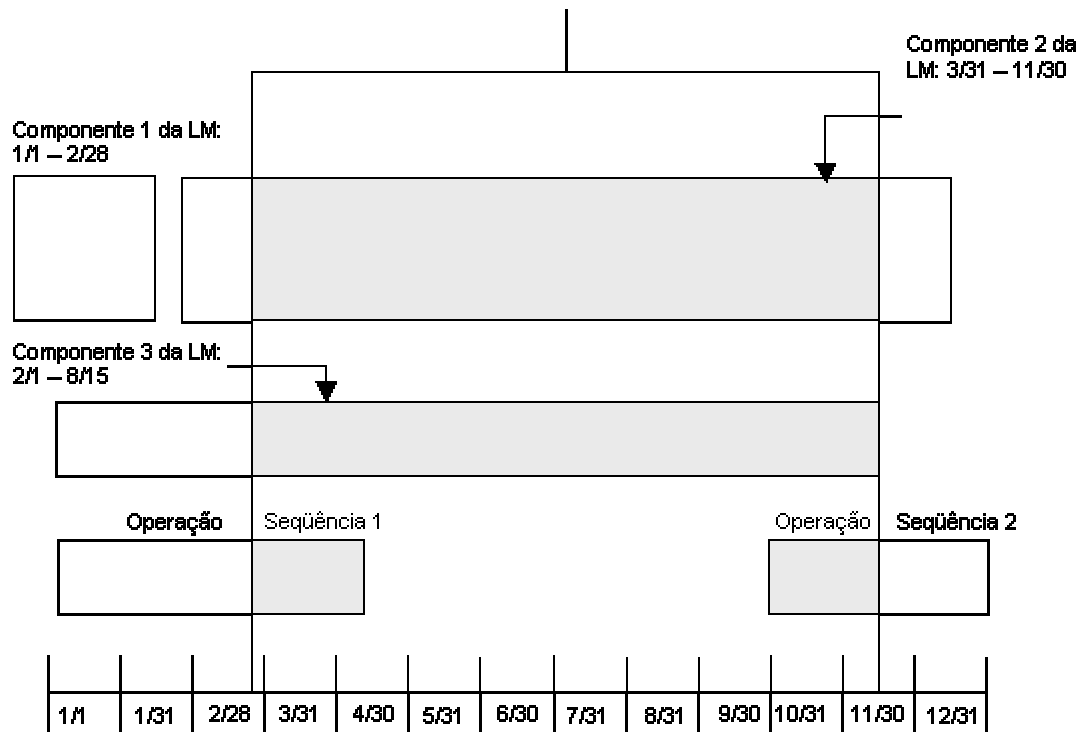 Componente 2 da
LM: 3/31 – 11/30
Componente 1 da LM:
1/1 – 2/28
Componente 3 da LM:
2/1 – 8/15
Operação
Seqüência 1
Operação
Seqüência 2
1/1 1/31 2/28 3/31 4/30 5/31 6/30 7/31 8/31 9/30 10/31 11/30 12/31